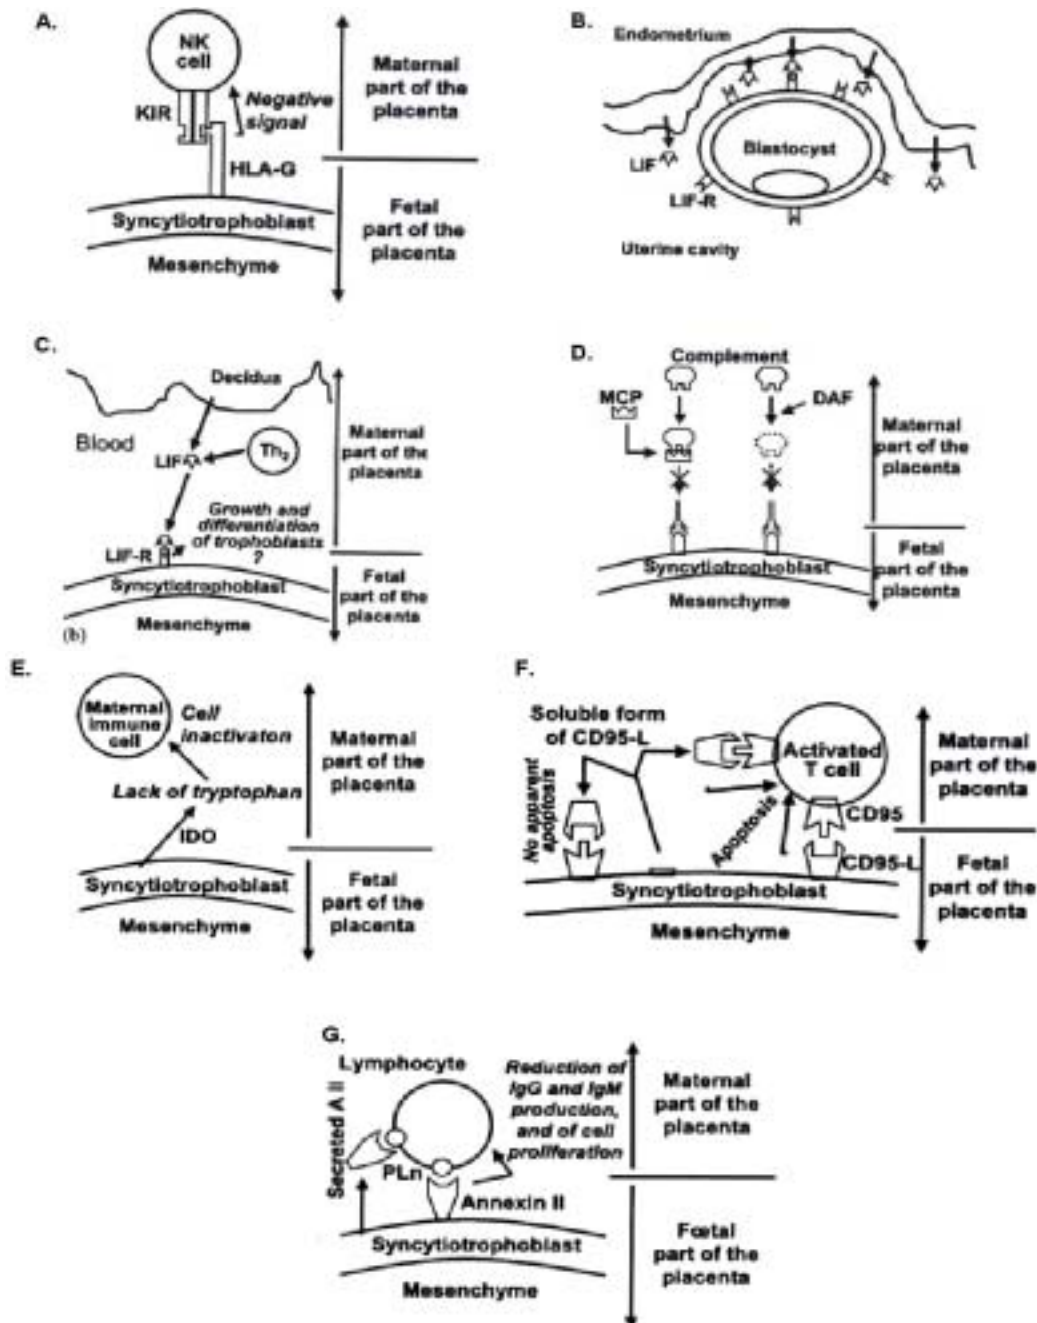 A.
NK
cell
KIR
Negative
signal
HLA-G
Syncytiotrophoblast
Mesenchyme
Maternal
part of the
placenta
Fetal
part of the
placenta
B.
Endometrium
Blastocyst
LIF
LIF-R
Uterine cavity
C.
Decidua
Blood
LIF
Th2
Growth and
differentiation
of trophoblasts
?
LIF-R
Syncytiotrophoblast
Mesenchyme
(b)
Maternal
part of the
placenta
Fetal
part of the
placenta
D.
Complement
MCP
DAF
Syncytiotrophoblast
Mesenchyme
Maternal
part of the
placenta
Fetal
part of the
placenta
E.
Maternal
immune
cell
Cell
inactivaton
Lack of tryptophan
IDO
Syncytiotrophoblast
Mesenchyme
Maternal
part of the
placenta
Fetal
part of the
placenta
F.
Soluble form
of CD95-L
No apparent
apoptosis
Activated
T cell
Apoptosis
CD95
CD95-L
Syncytiotrophoblast
Mesenchyme
Maternal
part of the
placenta
Fetal
part of the
placenta
G.
Lymphocyte
Secreted A II
PLn
Reduction of
IgG and IgM
production,
and of cell
proliferation
Annexin II
Syncytiotrophoblast
Mesenchyme
Maternal
part of the
placenta
Fœtal
part of the
placenta